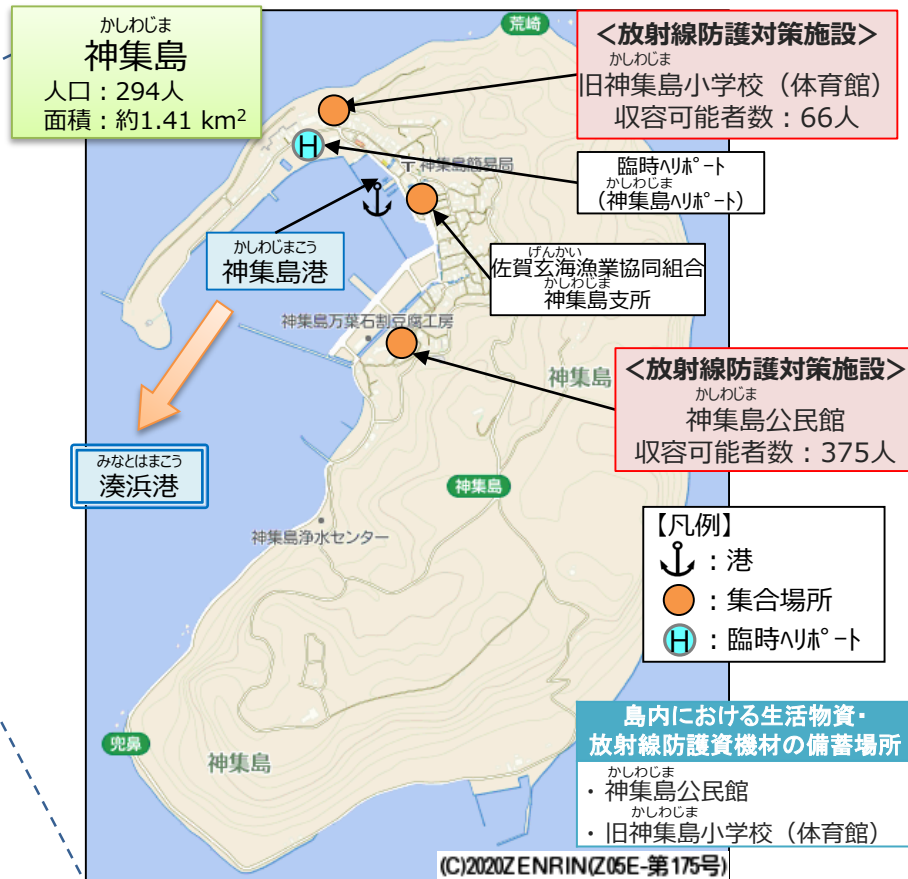 かしわじま
神集島
人口：294人
面積：約1.41 km²
荒崎
＜放射線防護対策施設＞
かしわじま
旧神集島小学校（体育館）
収容可能者数：66人
H
〒神集島簡易局
臨時ﾍﾘﾎﾟｰﾄ
かしわじま
（神集島ﾍﾘﾎﾟｰﾄ）
かしわじまこう
神集島港
げんかい
佐賀玄海漁業協同組合
かしわじま
神集島支所
神集島万葉石割豆腐工房
神集島
＜放射線防護対策施設＞
かしわじま
神集島公民館
収容可能者数：375人
みなとはまこう
湊浜港
神集島
神集島浄水センター
【凡例】
：港
：集合場所
H：臨時ﾍﾘﾎﾟｰﾄ
兜鼻
神集島
島内における生活物資・
放射線防護資機材の備蓄場所
かしわじま
・神集島公民館
かしわじま
・旧神集島小学校（体育館）
(C)2020ZENRIN(Z05E-第175号)